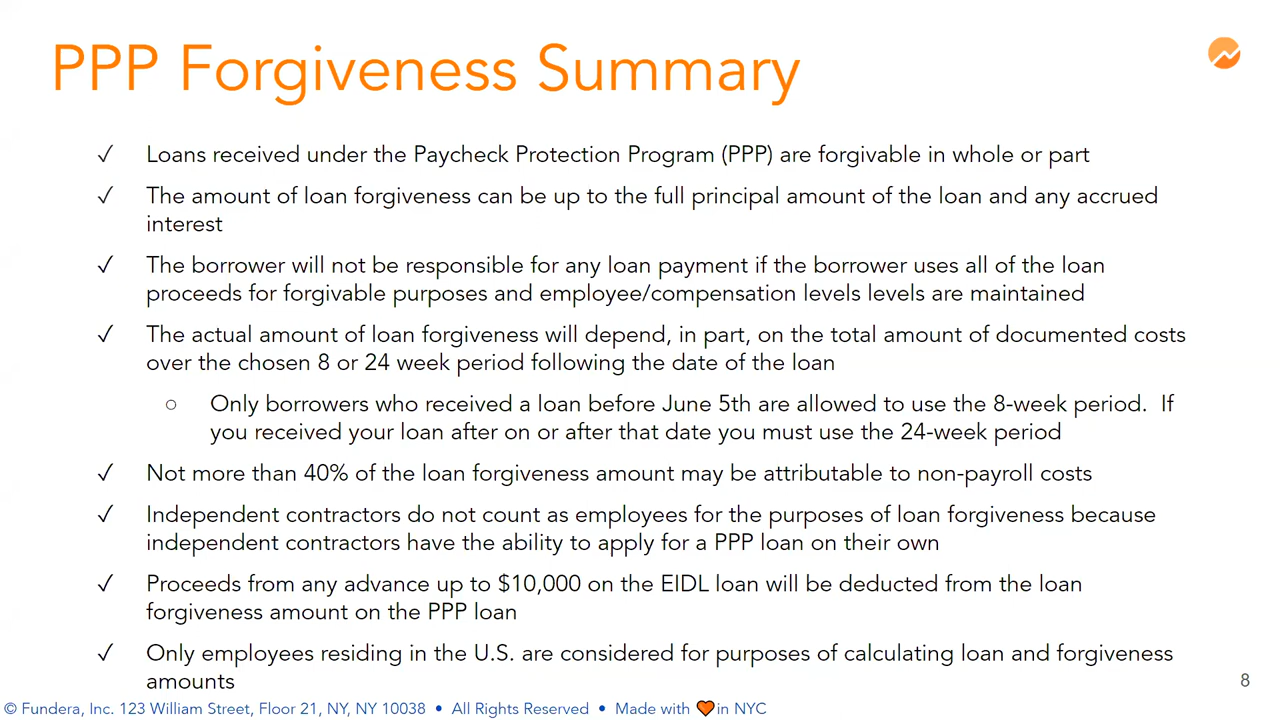 PPP Forgiveness Summary
✓ Loans received under the Paycheck Protection Program (PPP) are forgivable in whole or part
✓ The amount of loan forgiveness can be up to the full principal amount of the loan and any accrued
interest
✓ The borrower will not be responsible for any loan payment if the borrower uses all of the loan
proceeds for forgivable purposes and employee/compensation levels levels are maintained
✓ The actual amount of loan forgiveness will depend, in part, on the total amount of documented costs
over the chosen 8 or 24 week period following the date of the loan
○ Only borrowers who received a loan before June 5th are allowed to use the 8-week period.  If
you received your loan after on or after that date you must use the 24-week period
✓ Not more than 40% of the loan forgiveness amount may be attributable to non-payroll costs
✓ Independent contractors do not count as employees for the purposes of loan forgiveness because
independent contractors have the ability to apply for a PPP loan on their own
✓ Proceeds from any advance up to $10,000 on the EIDL loan will be deducted from the loan
forgiveness amount on the PPP loan
✓ Only employees residing in the U.S. are considered for purposes of calculating loan and forgiveness
amounts
8
© Fundera, Inc. 123 William Street, Floor 21, NY, NY 10038 • All Rights Reserved • Made with 🧡 in NYC